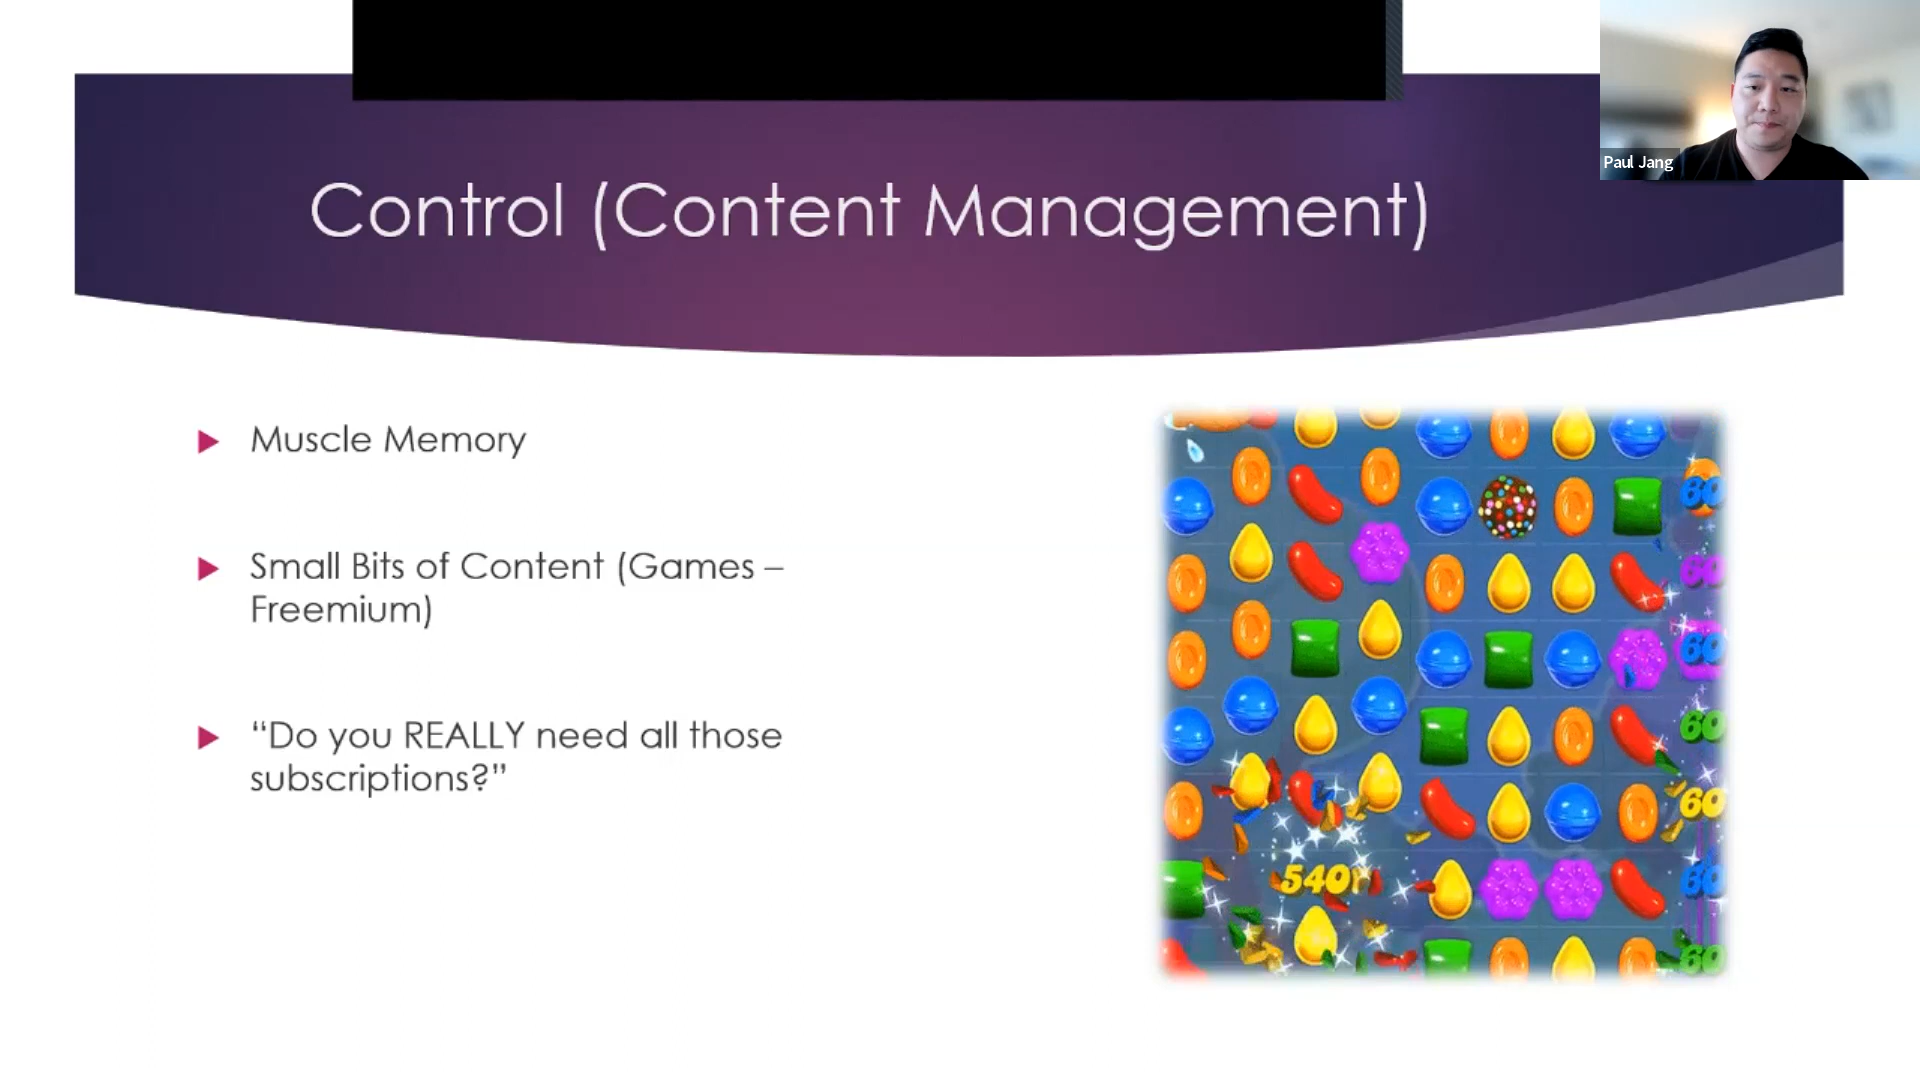 Paul Jang
Control (Content Management)
Muscle Memory
Small Bits of Content (Games –
Freemium)
“Do you REALLY need all those
subscriptions?”
60
60
60
60
60
540
60
60